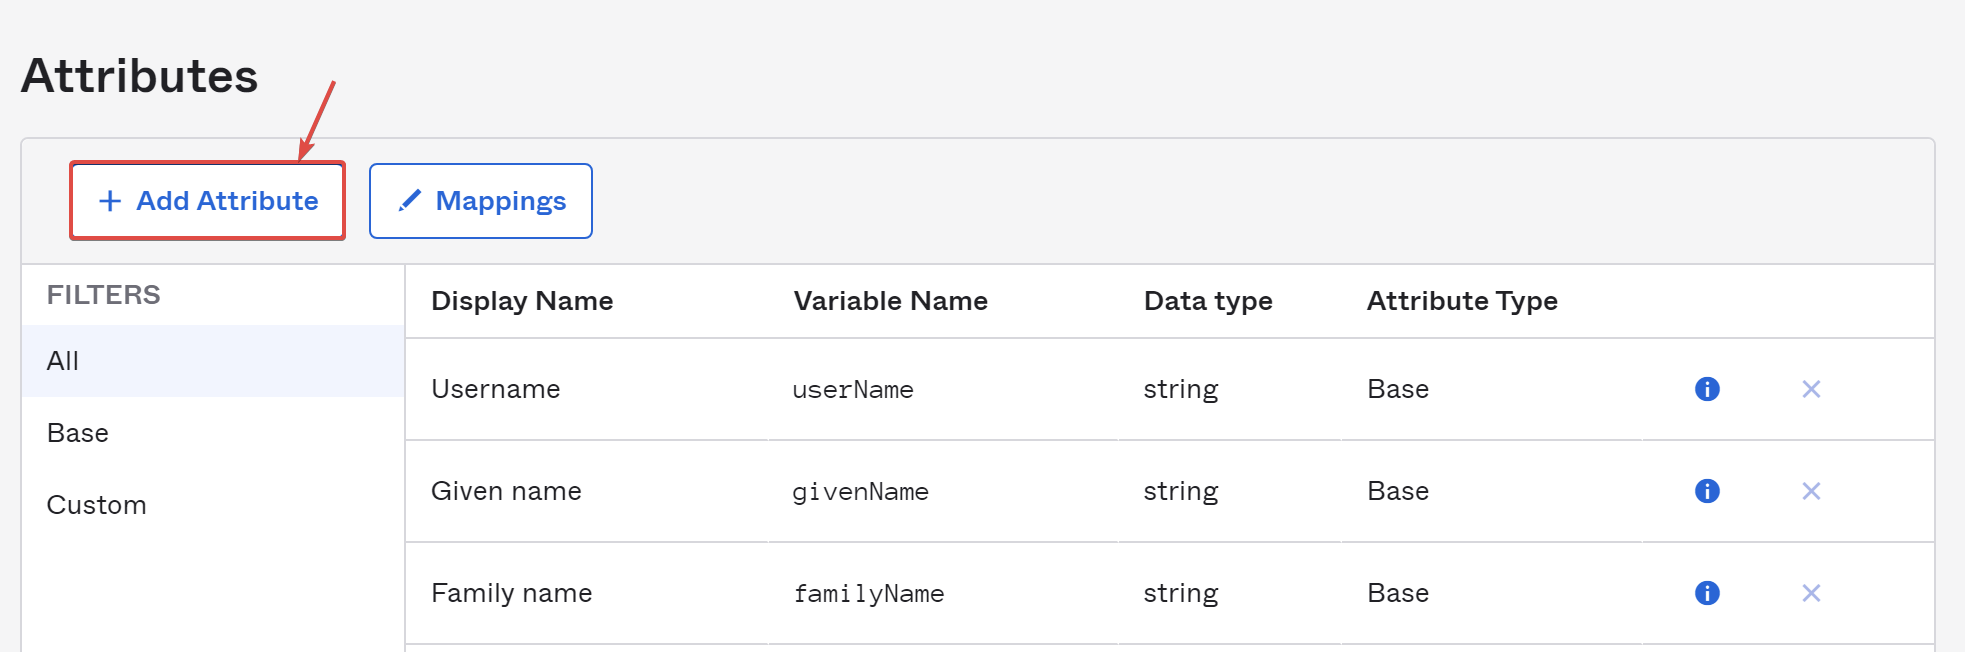 Attributes
Add Attribute
Mappings
FILTERS
All
Base
Custom
Display Name Variable Name Data type Attribute Type
Username userName string Base
Given name givenName string Base
Family name familyName string Base